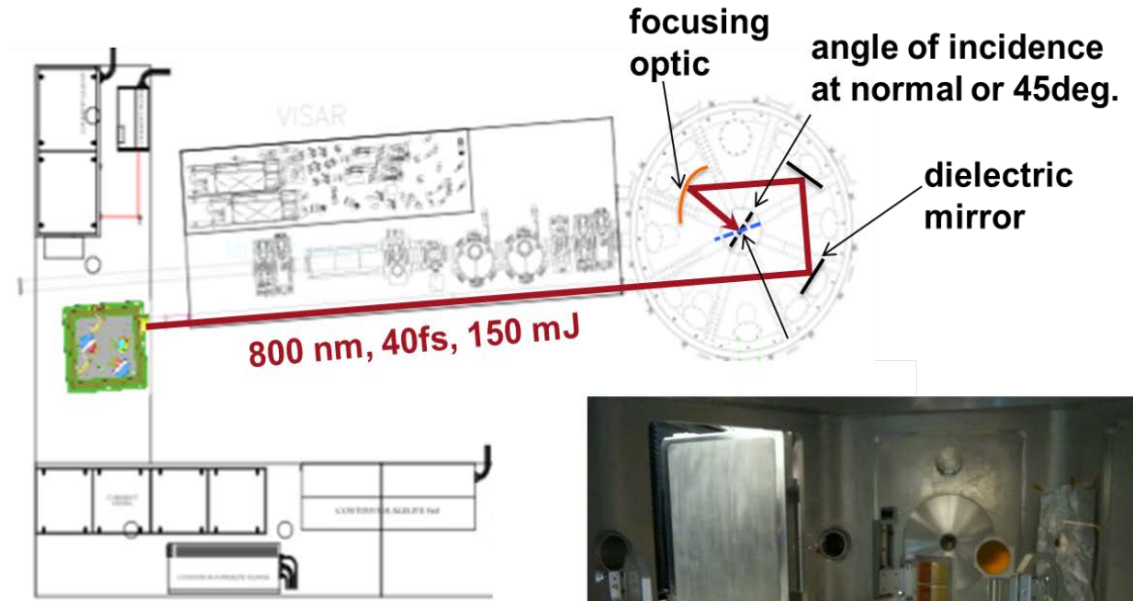 focusing
optic
angle of incidence
at normal or 45deg.
VISAR
dielectric
mirror
800 nm, 40fs, 150 mJ